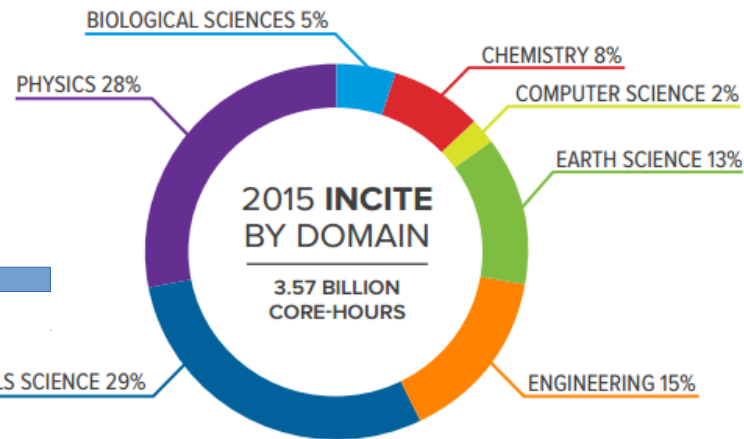 BIOLOGICAL SCIENCES 5%
CHEMISTRY 8%
PHYSICS 28%
COMPUTER SCIENCE 2%
EARTH SCIENCE 13%
2015 INCITE
BY DOMAIN
3.57 BILLION
CORE-HOURS
SCIENCE 29%
ENGINEERING 15%